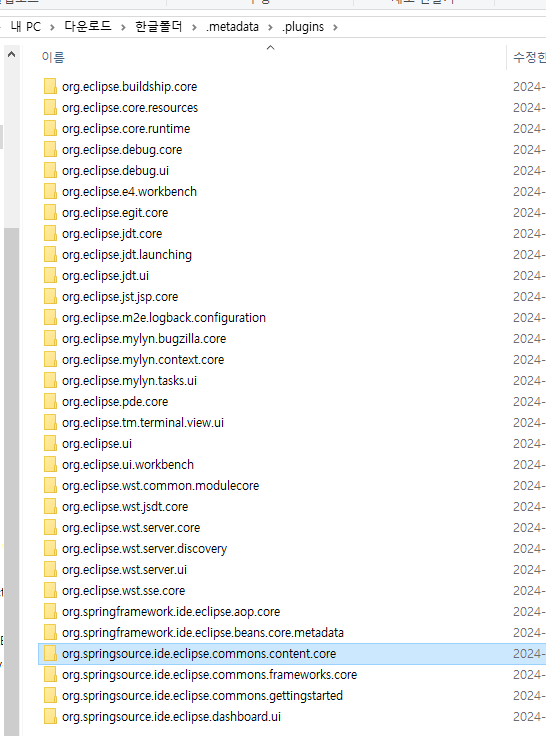 내 PC > 다운로드 > 한글폴더 > .metadata > .plugins >
이름 수정한
org.eclipse.buildship.core 2024-
org.eclipse.core.resources 2024-
org.eclipse.core.runtime 2024-
org.eclipse.debug.core 2024-
org.eclipse.debug.ui 2024-
org.eclipse.e4.workbench 2024-
org.eclipse.egit.core 2024-
org.eclipse.jdt.core 2024-
org.eclipse.jdt.launching 2024-
org.eclipse.jdt.ui 2024-
org.eclipse.jst.jsp.core 2024-
org.eclipse.m2e.logback.configuration 2024-
org.eclipse.mylyn.bugzilla.core 2024-
org.eclipse.mylyn.context.core 2024-
org.eclipse.mylyn.tasks.ui 2024-
org.eclipse.pde.core 2024-
org.eclipse.tm.terminal.view.ui 2024-
org.eclipse.ui 2024-
org.eclipse.ui.workbench 2024-
org.eclipse.wst.common.modulecore 2024-
org.eclipse.wst.jsdt.core 2024-
org.eclipse.wst.server.core 2024-
org.eclipse.wst.server.discovery 2024-
org.eclipse.wst.server.ui 2024-
org.eclipse.wst.sse.core 2024-
org.springframework.ide.eclipse.aop.core 2024-
org.springframework.ide.eclipse.beans.core.metadata 2024-
org.springsource.ide.eclipse.commons.content.core 2024-
org.springsource.ide.eclipse.commons.frameworks.core 2024-
org.springsource.ide.eclipse.commons.gettingstarted 2024-
org.springsource.ide.eclipse.dashboard.ui 2024-